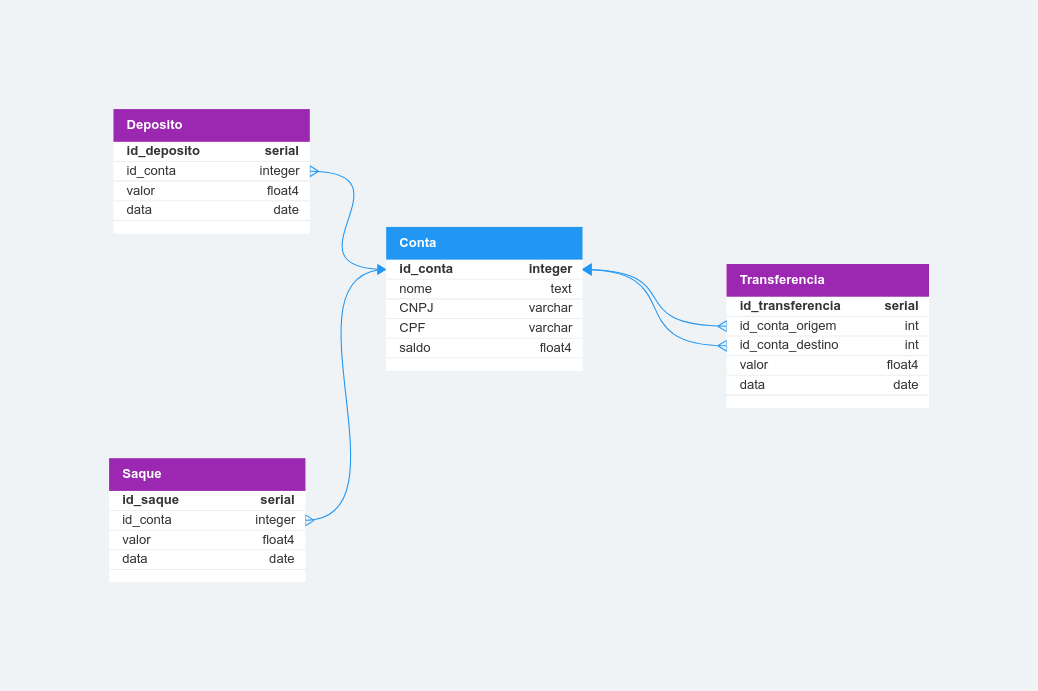 Deposito
id_deposito serial
id_conta integer
valor float4
data date
Conta
id_conta integer
nome text
CNPJ varchar
CPF varchar
saldo float4
Transferencia
id_transferencia serial
id_conta_origem int
id_conta_destino int
valor float4
data date
Saque
id_saque serial
id_conta integer
valor float4
data date